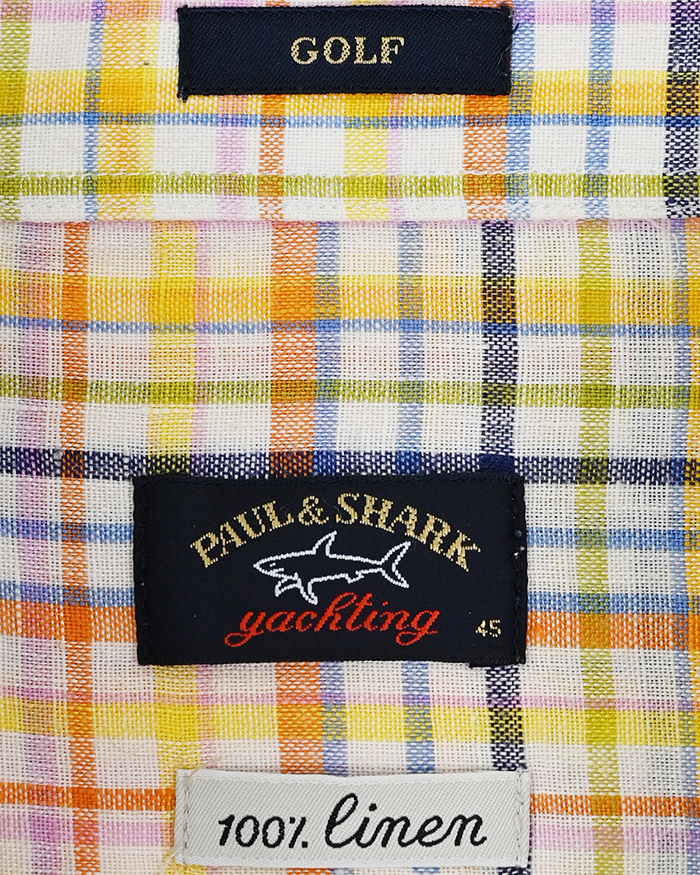 GOLF
PAUL & SHARK
yachting
45
100% linen